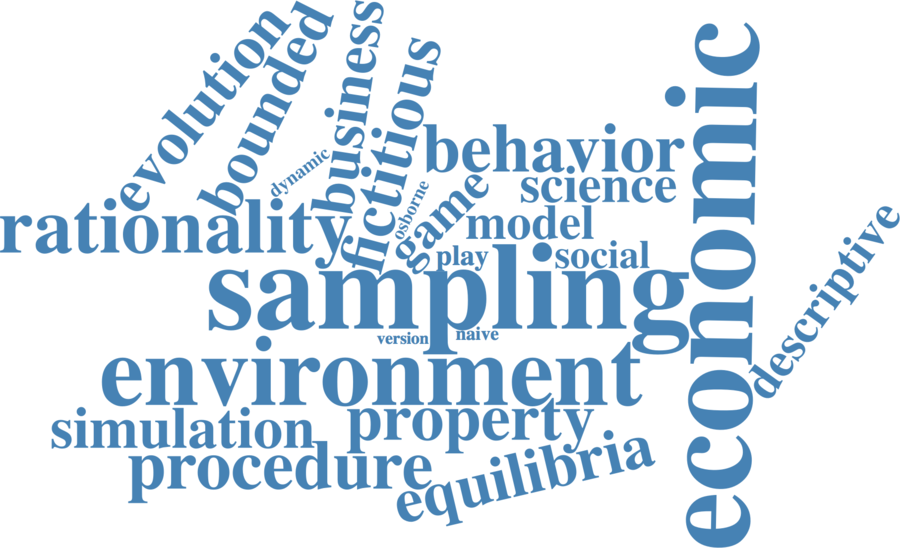 evolution
bounded
business
fictitious
dynamic
osborne
game
behavior
science
model
play
social
rationality
sampling
economic
descriptive
version
naive
environment
simulation
property
procedure
equilibria